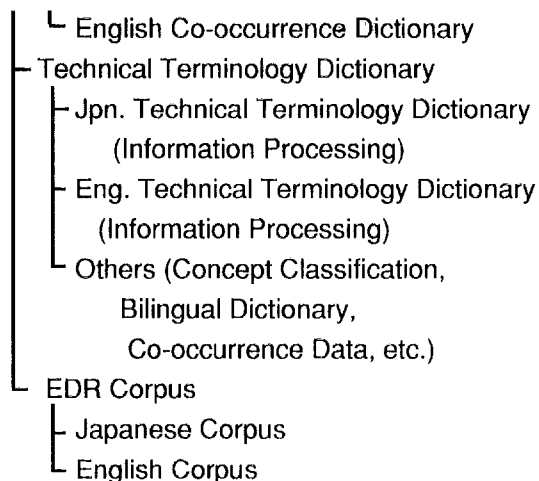 English Co-occurrence Dictionary
Technical Terminology Dictionary
Jpn. Technical Terminology Dictionary
(Information Processing)
Eng. Technical Terminology Dictionary
(Information Processing)
Others (Concept Classification,
Bilingual Dictionary,
Co-occurrence Data, etc.)
EDR Corpus
Japanese Corpus
English Corpus